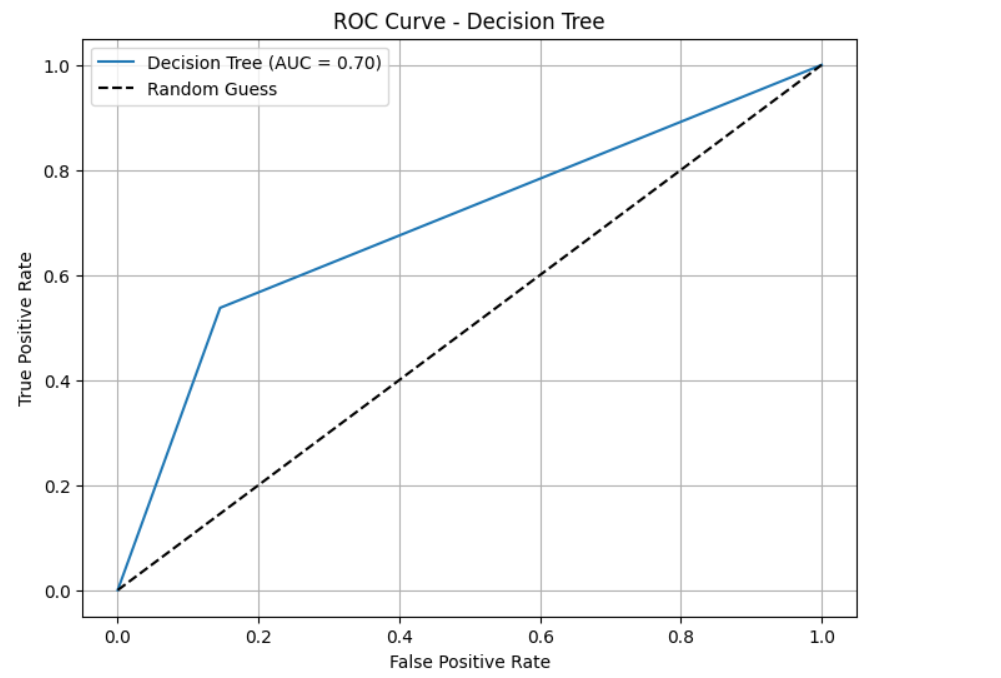 ROC Curve - Decision Tree
Decision Tree (AUC = 0.70)
Random Guess
True Positive Rate
1.0
0.8
0.6
0.4
0.2
0.0
0.0 0.2 0.4 0.6 0.8 1.0
False Positive Rate